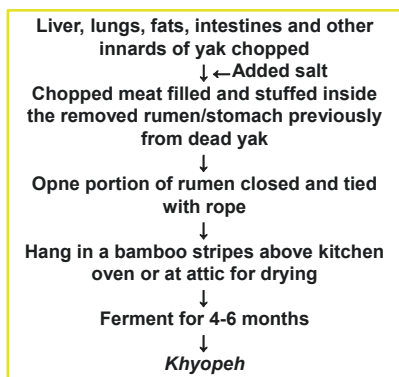 Liver, lungs, fats, intestines and other
innards of yak chopped
↓ ←Added salt
Chopped meat filled and stuffed inside
the removed rumen/stomach previously
from dead yak
↓
Opne portion of rumen closed and tied
with rope
↓
Hang in a bamboo stripes above kitchen
oven or at attic for drying
↓
Ferment for 4-6 months
↓
Khyopeh